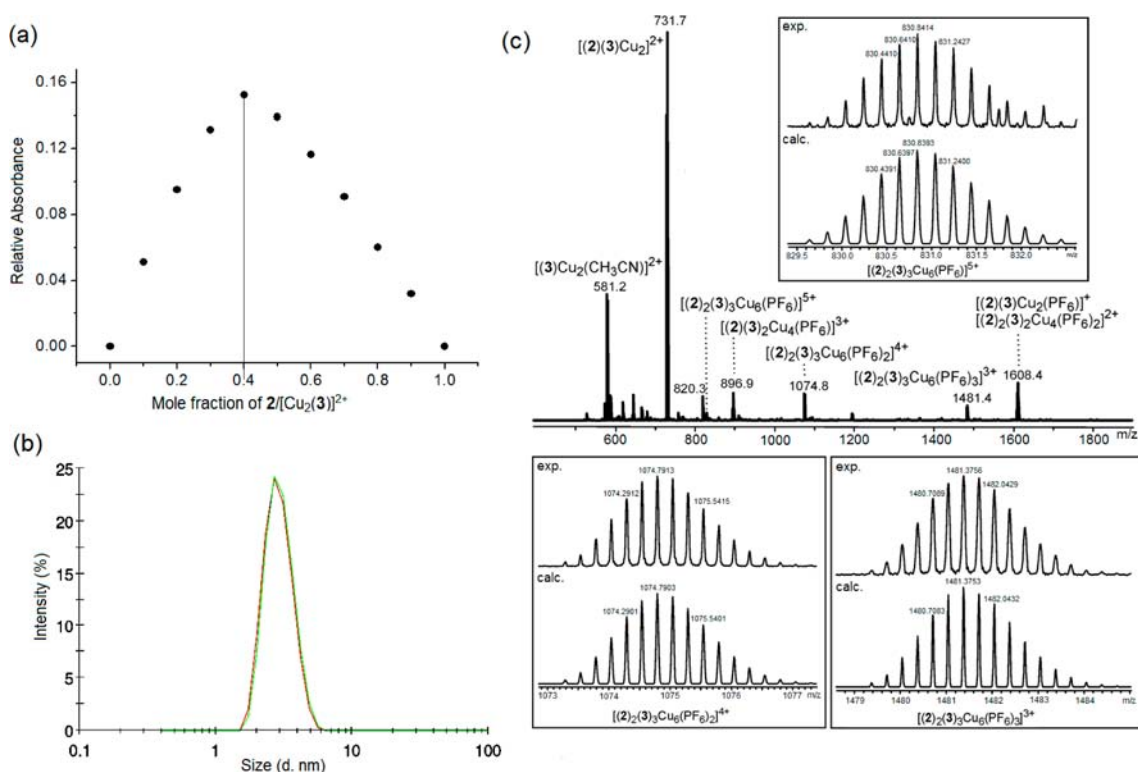 (a)
0.16
0.12
0.08
0.04
0.00
Relative Absorbance
0.0 0.2 0.4 0.6 0.8 1.0
Mole fraction of 2/[Cu₂(3)]²⁺
(b)
25
20
15
10
5
0
Intensity (%)
0.1 1 10 100
Size (d. nm)
(c)
731.7
[(2)(3)Cu₂]²⁺
[(3)Cu₂(CH₃CN)]²⁺
581.2
[(2)₂(3)₃Cu₆(PF₆)]⁵⁺
[(2)(3)₂Cu₄(PF₆)]³⁺
[(2)₂(3)₃Cu₆(PF₆)₂]⁴⁺
[(2)₂(3)₃Cu₆(PF₆)₃]³⁺
[(2)(3)Cu₂(PF₆)]⁺
[(2)₂(3)₂Cu₄(PF₆)₂]²⁺
820.3
896.9
1074.8
1481.4
1608.4
600 800 1000 1200 1400 1600 1800 m/z
exp.
830.4410
830.6410
830.8414
831.2427
calc.
830.4391
830.6397
830.8393
831.2400
829.5 830.0 830.5 831.0 831.5 832.0 m/z
[(2)₂(3)₃Cu₆(PF₆)]⁵⁺
exp.
1074.2912
1074.7913
1075.5415
calc.
1074.2901
1074.7903
1075.5401
1073 1074 1075 1076 1077 m/z
[(2)₂(3)₃Cu₆(PF₆)₂]⁴⁺
exp.
1480.7089
1481.3756
1482.0429
calc.
1480.7083
1481.3753
1482.0432
1479 1480 1481 1482 1483 1484 m/z
[(2)₂(3)₃Cu₆(PF₆)₃]³⁺